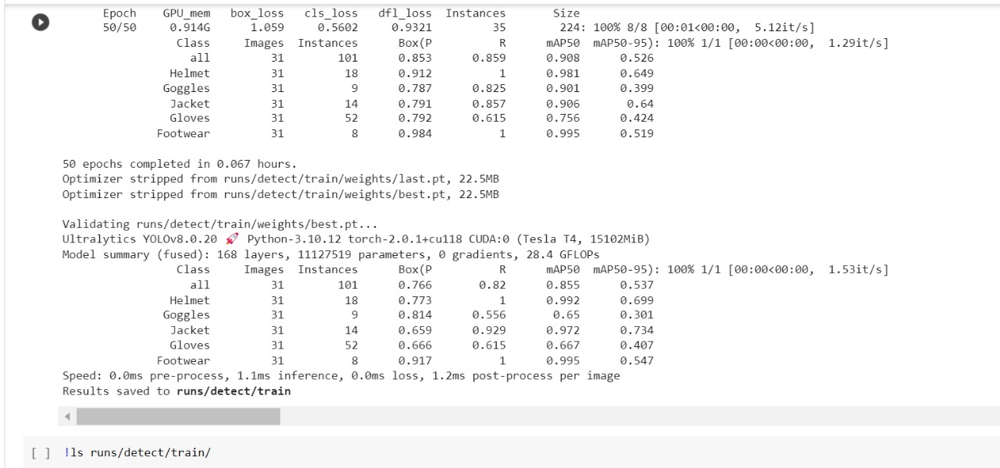 Epoch GPU_mem box_loss cls_loss dfl_loss Instances Size
50/50 0.914G 1.059 0.5602 0.9321 35 224: 100% 8/8 [00:01<00:00, 5.12it/s]
Class Images Instances Box(P R mAP50 mAP50-95): 100% 1/1 [00:00<00:00, 1.29it/s]
all 31 101 0.853 0.859 0.908 0.526
Helmet 31 18 0.912 1 0.981 0.649
Goggles 31 9 0.787 0.825 0.901 0.399
Jacket 31 14 0.791 0.857 0.906 0.64
Gloves 31 52 0.792 0.615 0.756 0.424
Footwear 31 8 0.984 1 0.995 0.519
50 epochs completed in 0.067 hours.
Optimizer stripped from runs/detect/train/weights/last.pt, 22.5MB
Optimizer stripped from runs/detect/train/weights/best.pt, 22.5MB
Validating runs/detect/train/weights/best.pt...
Ultralytics YOLOv8.0.20 🚀 Python-3.10.12 torch-2.0.1+cu118 CUDA:0 (Tesla T4, 15102MiB)
Model summary (fused): 168 layers, 11127519 parameters, 0 gradients, 28.4 GFLOPs
Class Images Instances Box(P R mAP50 mAP50-95): 100% 1/1 [00:00<00:00, 1.53it/s]
all 31 101 0.766 0.82 0.855 0.537
Helmet 31 18 0.773 1 0.992 0.699
Goggles 31 9 0.814 0.556 0.65 0.301
Jacket 31 14 0.659 0.929 0.972 0.734
Gloves 31 52 0.666 0.615 0.667 0.407
Footwear 31 8 0.917 1 0.995 0.547
Speed: 0.0ms pre-process, 1.1ms inference, 0.0ms loss, 1.2ms post-process per image
Results saved to runs/detect/train
[ ] !ls runs/detect/train/